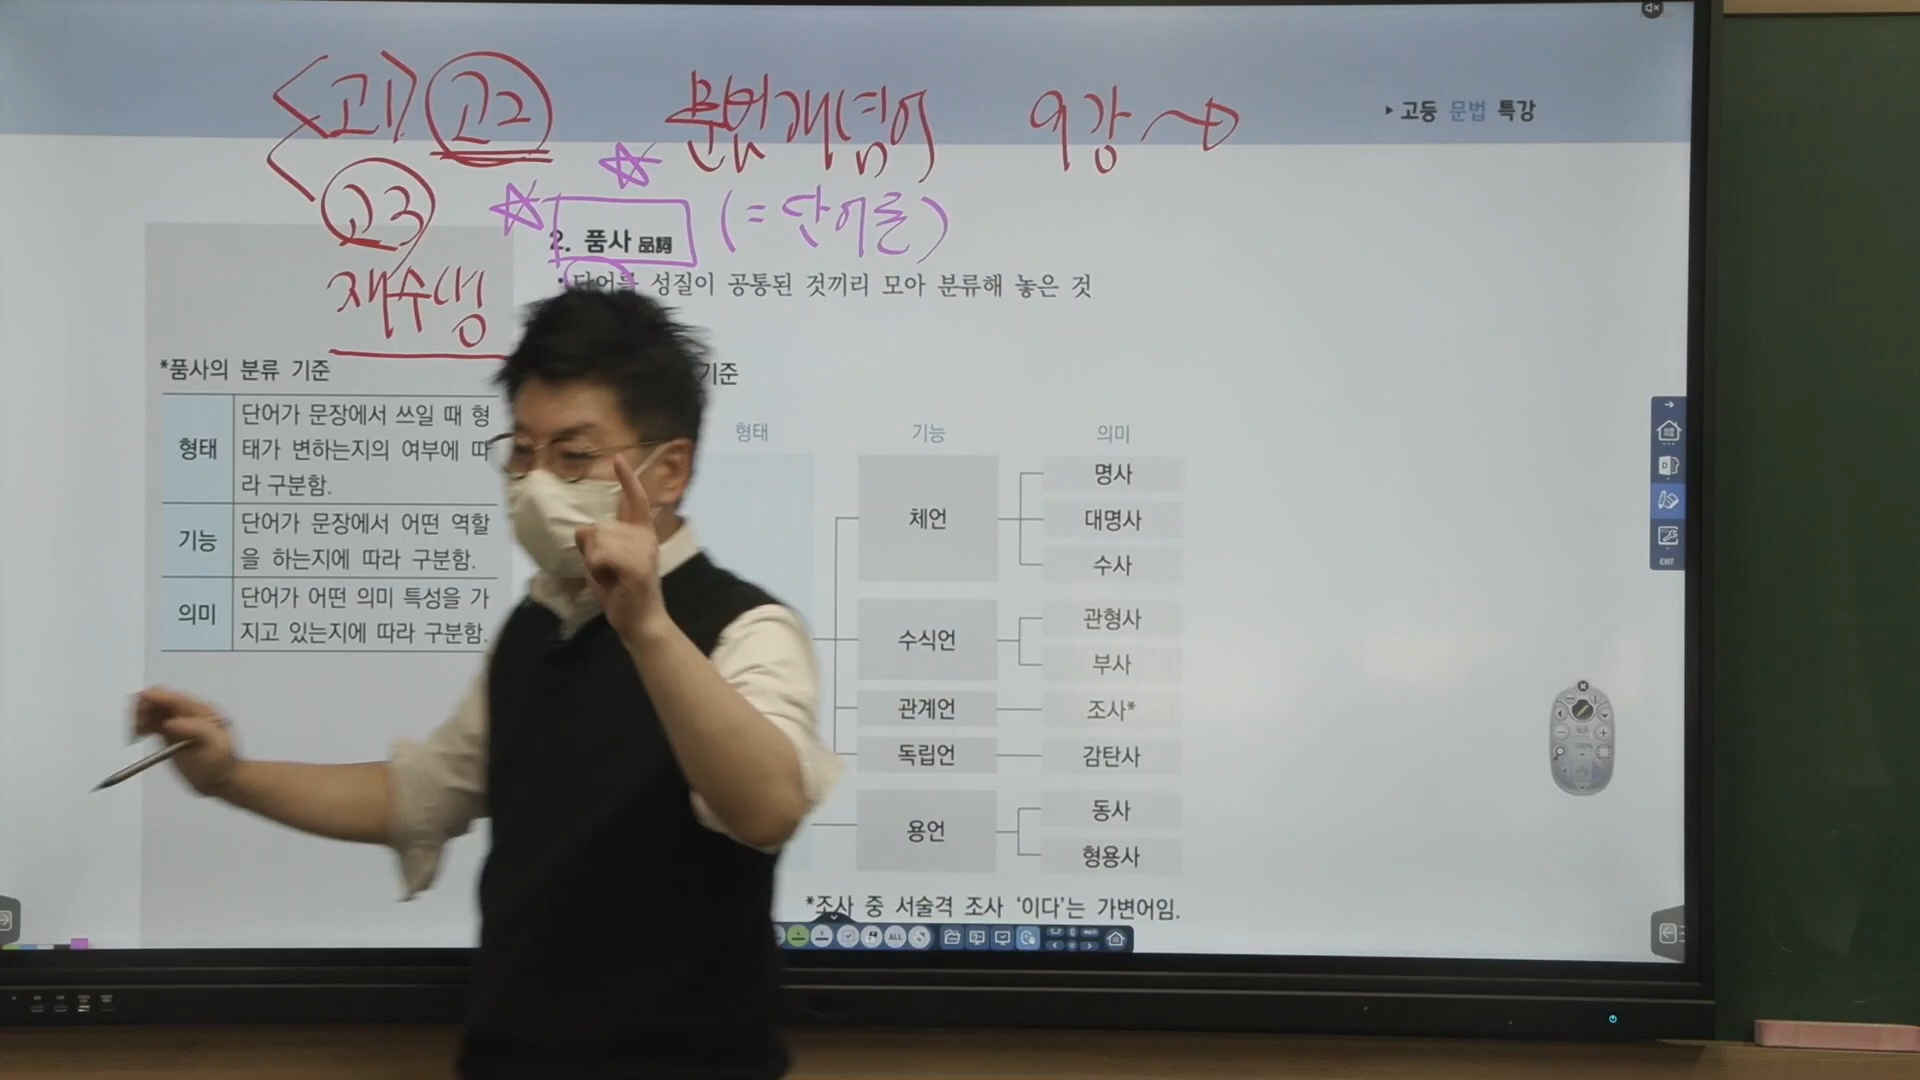 <고1> 고2 문법개념어 9강
▸고등 문법 특강
고3
(=단어론)
재수생
2. 품사 品詞
단어를 성질이 공통된 것끼리 모아 분류해 놓은 것
*품사의 분류 기준
기준
형태
단어가 문장에서 쓰일 때 형
태가 변하는지의 여부에 따
라 구분함.
기능
단어가 문장에서 어떤 역할
을 하는지에 따라 구분함.
의미
단어가 어떤 의미 특성을 가
지고 있는지에 따라 구분함.
형태 기능 의미
체언
명사
대명사
수사
수식언
관형사
부사
관계언 조사*
독립언 감탄사
용언
동사
형용사
*조사 중 서술격 조사 ‘이다’는 가변어임.
ALL
EXIT
100%